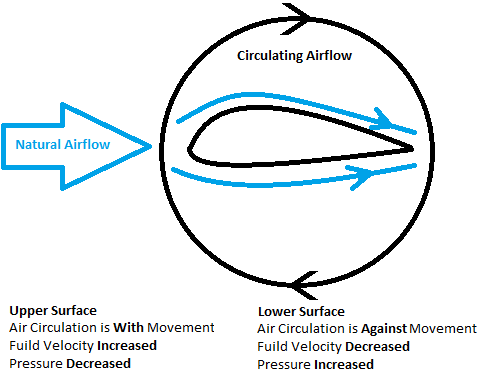 Circulating Airflow
Natural Airflow
Upper Surface
Air Circulation is With Movement
Fuild Velocity Increased
Pressure Decreased
Lower Surface
Air Circulation is Against Movement
Fuild Velocity Decreased
Pressure Increased